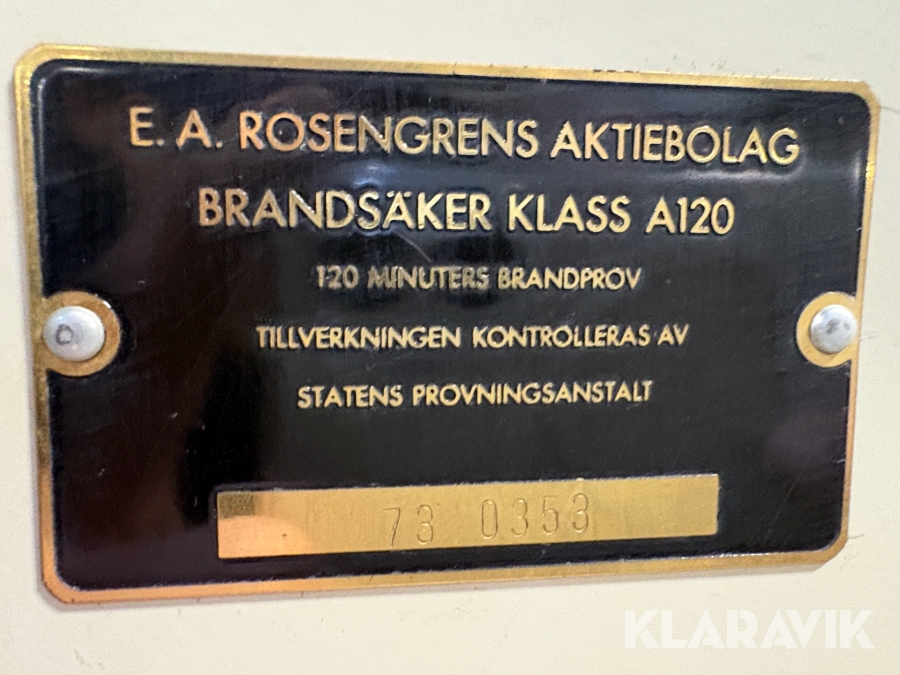 E. A. ROSENGRENS AKTIEBOLAG
BRANDSÄKER KLASS A120
120 MINUTERS BRANDPROV
TILLVERKNINGEN KONTROLLERAS AV
STATENS PROVNINGSANSTALT
73 0353
KLARAVIK